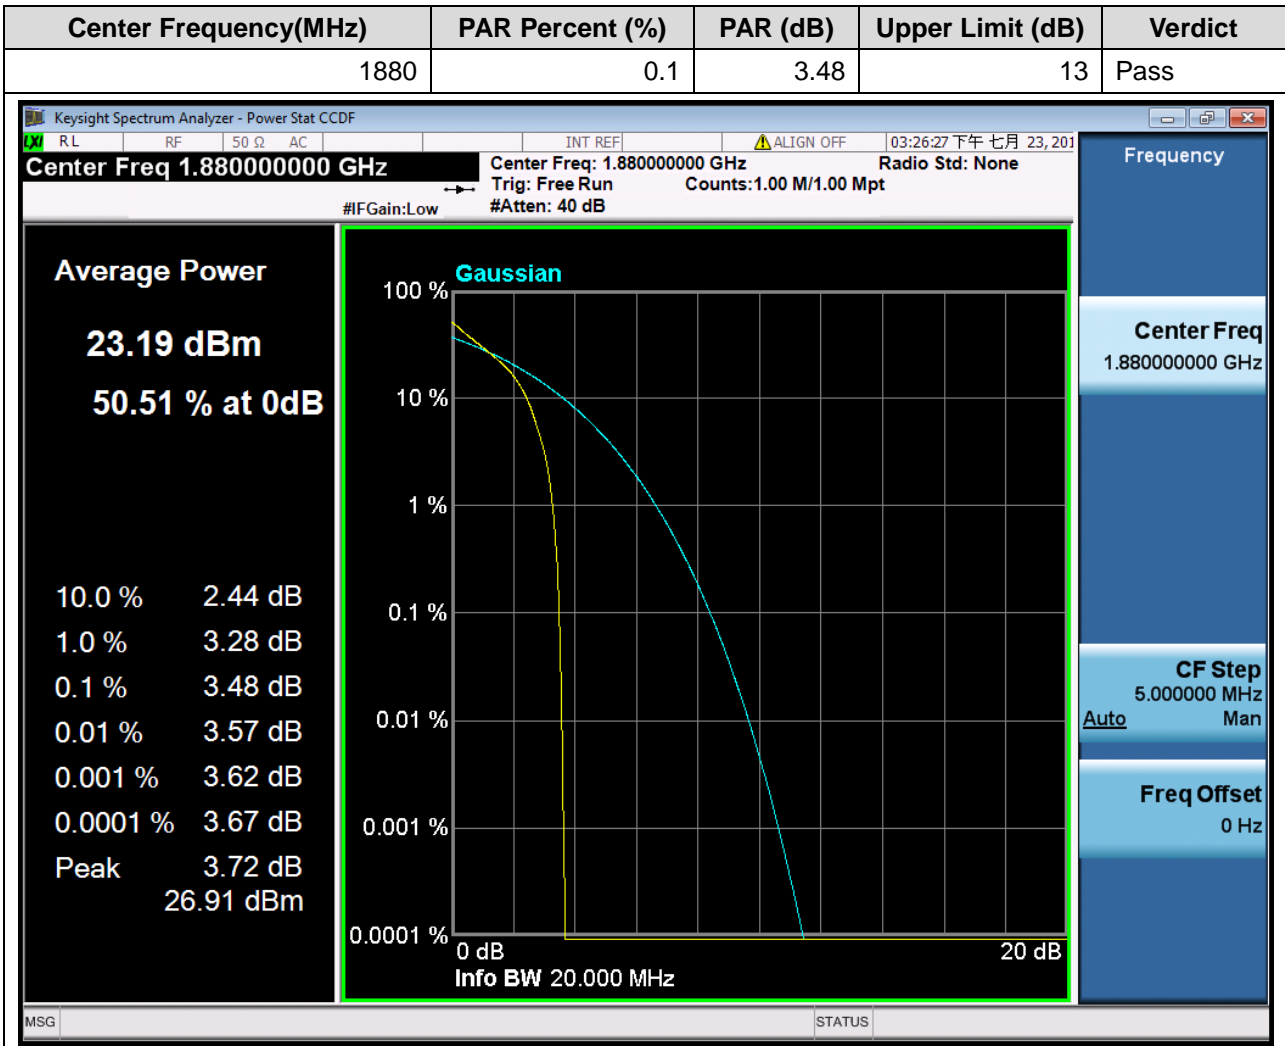 Center Frequency(MHz) PAR Percent (%) PAR (dB) Upper Limit (dB) Verdict
1880 0.1 3.48 13 Pass
Keysight Spectrum Analyzer - Power Stat CCDF
LXI RL RF 50 Ω AC INT REF ALIGN OFF 03:26:27 下午 七月 23, 201
Center Freq 1.880000000 GHz
Center Freq: 1.880000000 GHz Radio Std: None
Trig: Free Run Counts:1.00 M/1.00 Mpt
#IFGain:Low #Atten: 40 dB
Average Power
23.19 dBm
50.51 % at 0dB
10.0 % 2.44 dB
1.0 % 3.28 dB
0.1 % 3.48 dB
0.01 % 3.57 dB
0.001 % 3.62 dB
0.0001 % 3.67 dB
Peak 3.72 dB
26.91 dBm
Gaussian
100 %
10 %
1 %
0.1 %
0.01 %
0.001 %
0.0001 %
0 dB 20 dB
Info BW 20.000 MHz
Frequency
Center Freq
1.880000000 GHz
CF Step
5.000000 MHz
Auto Man
Freq Offset
0 Hz
MSG STATUS